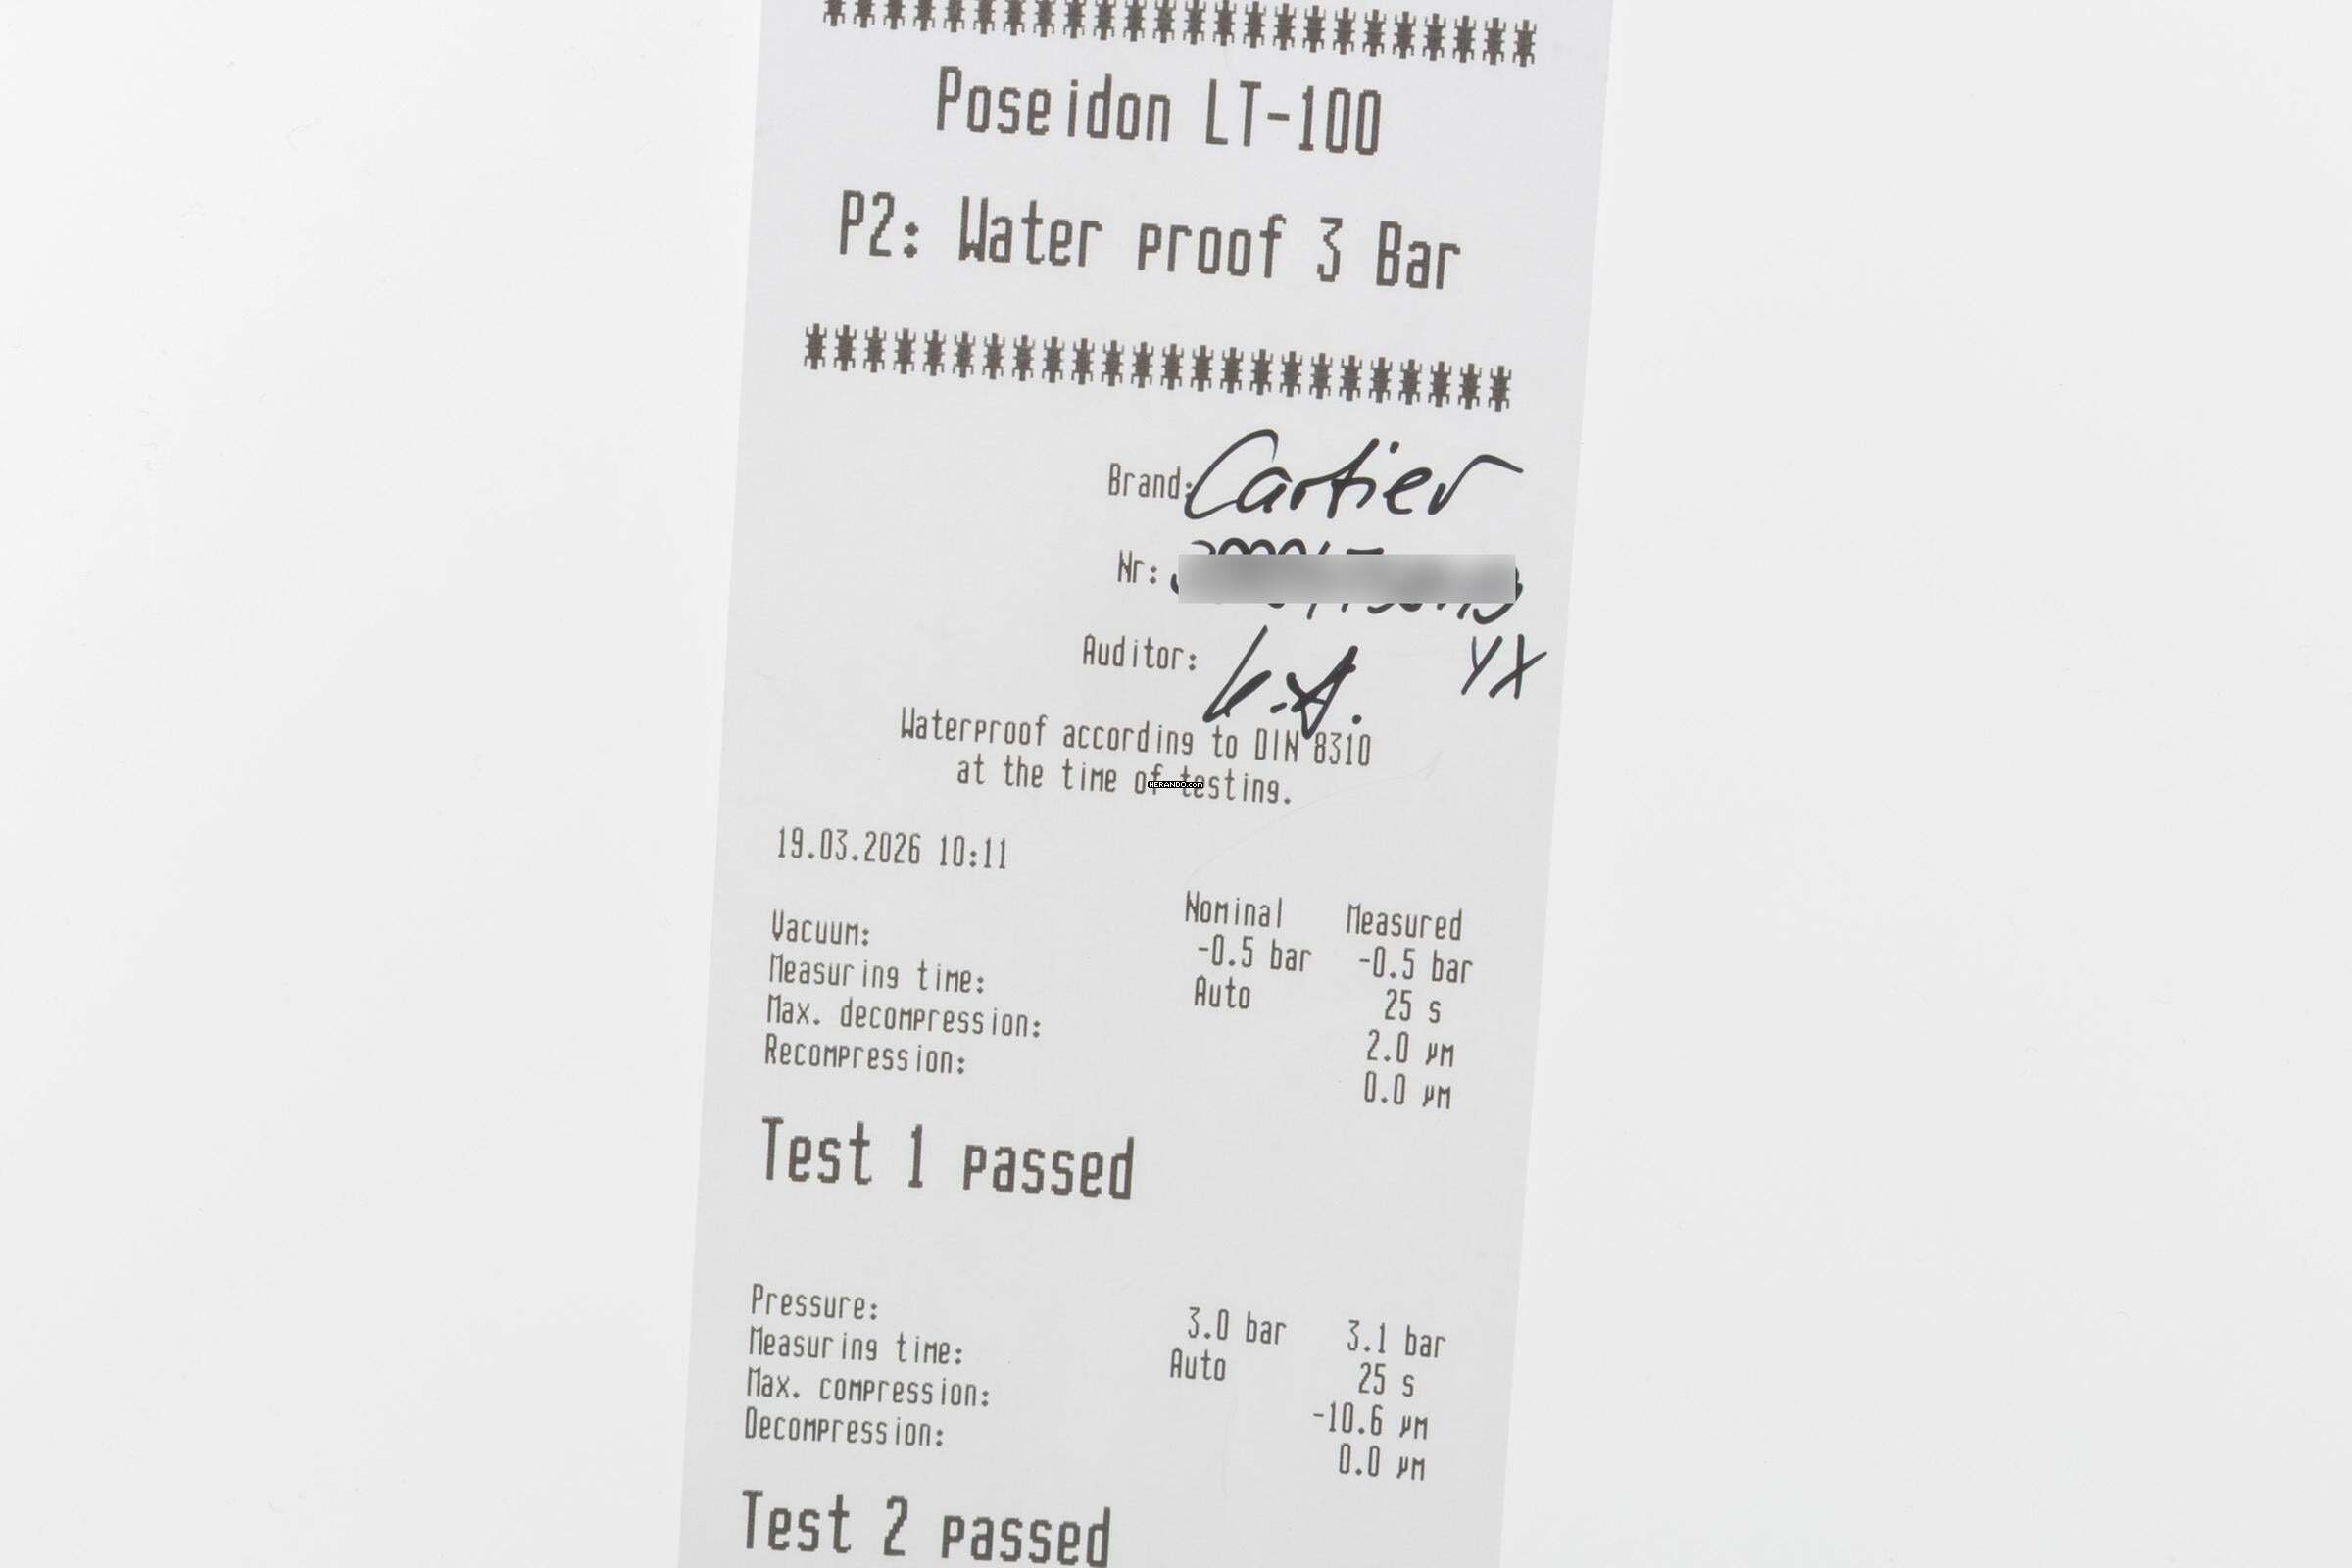 ************************
Poseidon LT-100
P2: Water proof 3 Bar
************************
Brand: Cartier
Nr:
Auditor: YX
Waterproof according to DIN 8310
at the time of testing.
HERANDO.com
19.03.2026 10:11
Nominal Measured
Vacuum: -0.5 bar -0.5 bar
Measuring time: Auto 25 s
Max. decompression: 2.0 µm
Recompression: 0.0 µm
Test 1 passed
Pressure: 3.0 bar 3.1 bar
Measuring time: Auto 25 s
Max. compression: -10.6 µm
Decompression: 0.0 µm
Test 2 passed